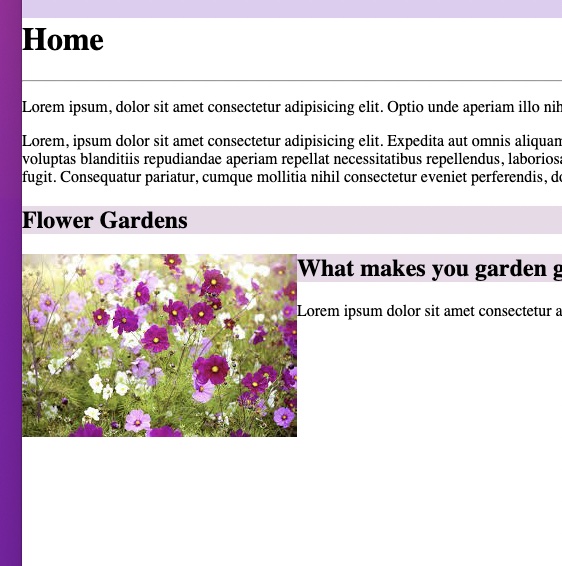 Home
Lorem ipsum, dolor sit amet consectetur adipisicing elit. Optio unde aperiam illo nih
Lorem, ipsum dolor sit amet consectetur adipisicing elit. Expedita aut omnis aliquam
voluptas blanditiis repudiandae aperiam repellat necessitatibus repellendus, laboriosa
fugit. Consequatur pariatur, cumque mollitia nihil consectetur eveniet perferendis, do
Flower Gardens
What makes you garden g
Lorem ipsum dolor sit amet consectetur a